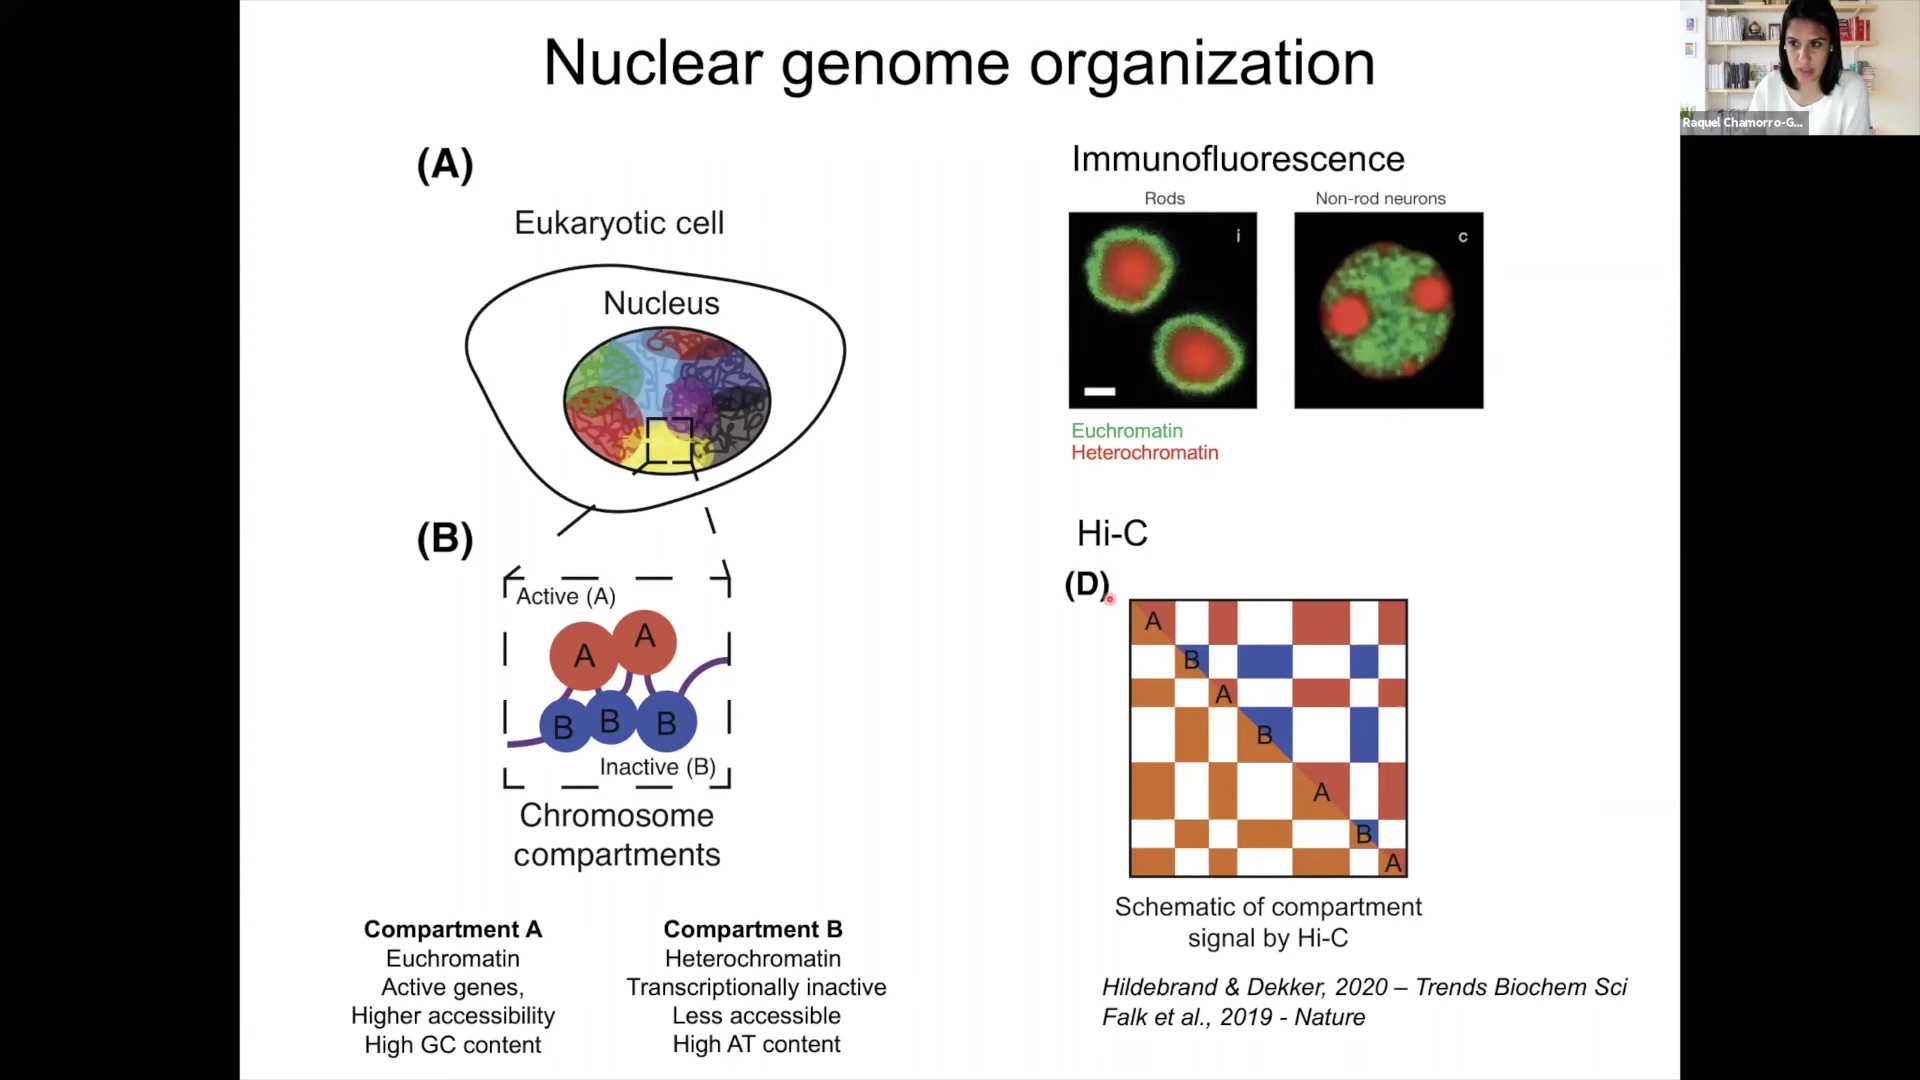 Nuclear genome organization
Raquel Chamorro-G...
(A)
Eukaryotic cell
Nucleus
(B)
Active (A)
A
A
B
B
B
Inactive (B)
Chromosome
compartments
Compartment A
Euchromatin
Active genes,
Higher accessibility
High GC content
Compartment B
Heterochromatin
Transcriptionally inactive
Less accessible
High AT content
Immunofluorescence
Rods
Non-rod neurons
i
c
Euchromatin
Heterochromatin
Hi-C
(D)
A
B
A
B
A
B
A
Schematic of compartment
signal by Hi-C
Hildebrand & Dekker, 2020 – Trends Biochem Sci
Falk et al., 2019 - Nature